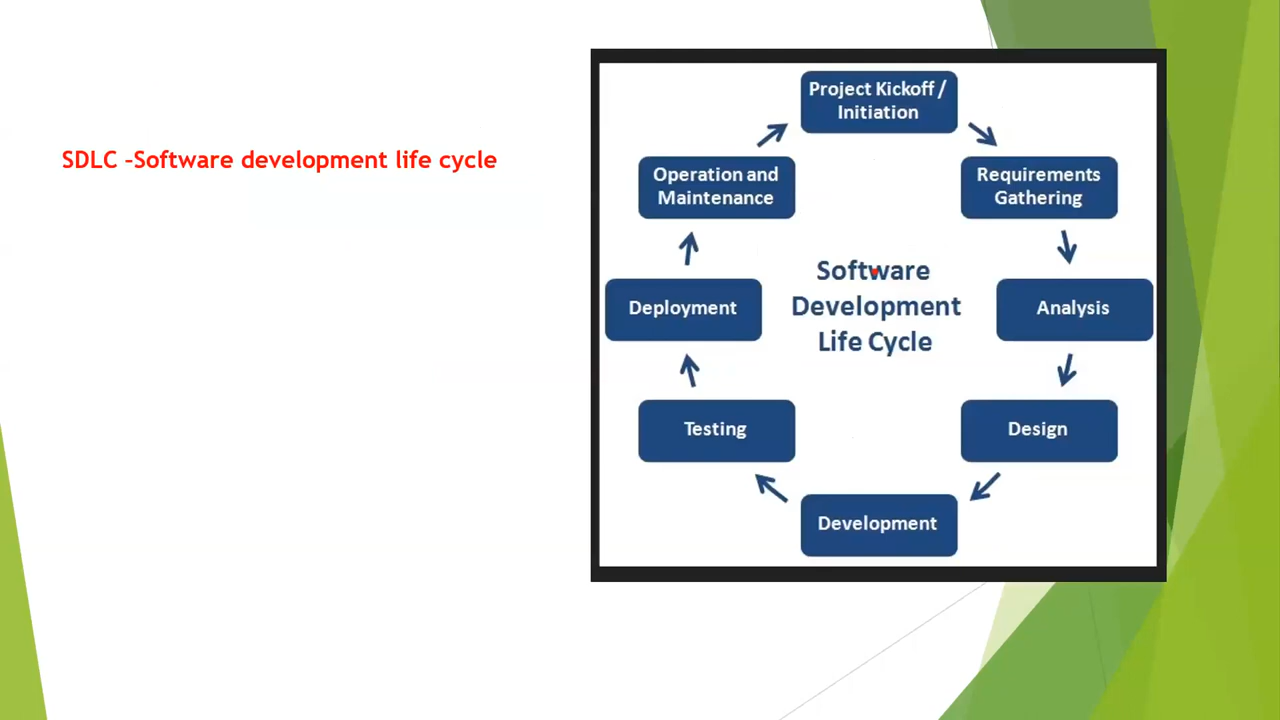 SDLC –Software development life cycle
Project Kickoff /
Initiation
Requirements
Gathering
Analysis
Design
Development
Testing
Deployment
Operation and
Maintenance
Software
Development
Life Cycle